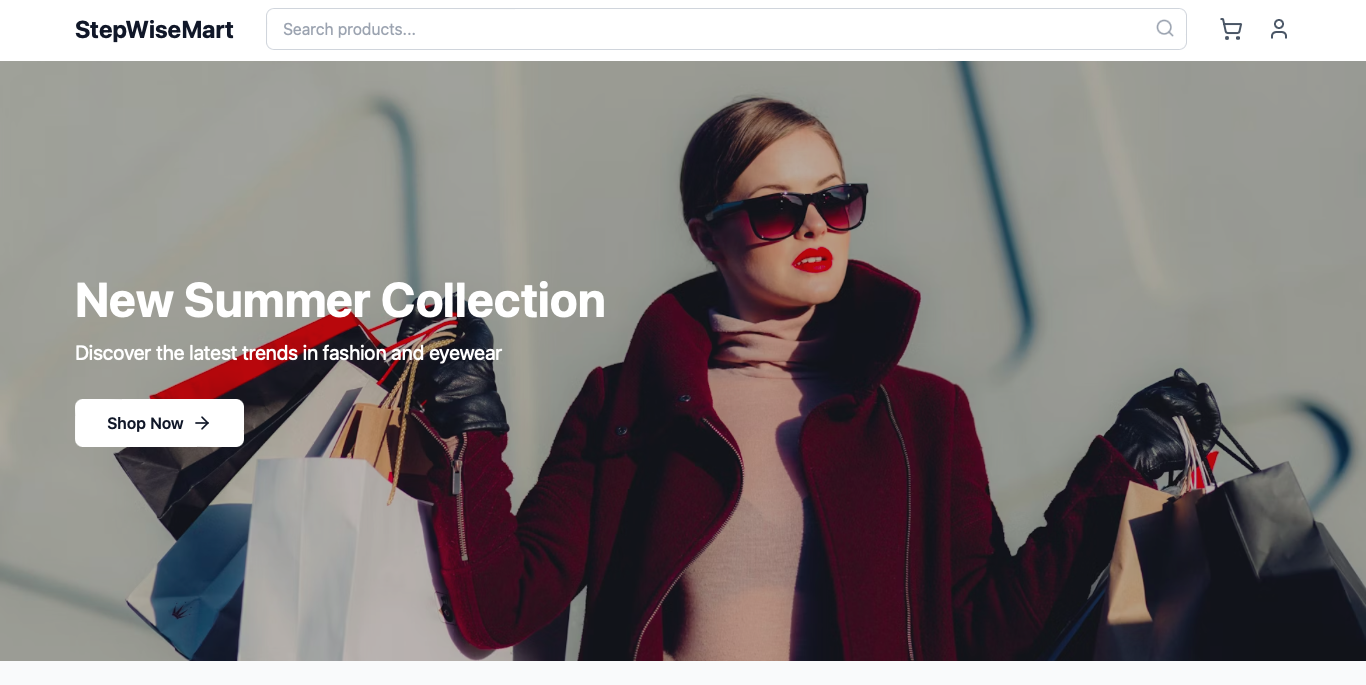 StepWiseMart
Search products...
New Summer Collection
Discover the latest trends in fashion and eyewear
Shop Now